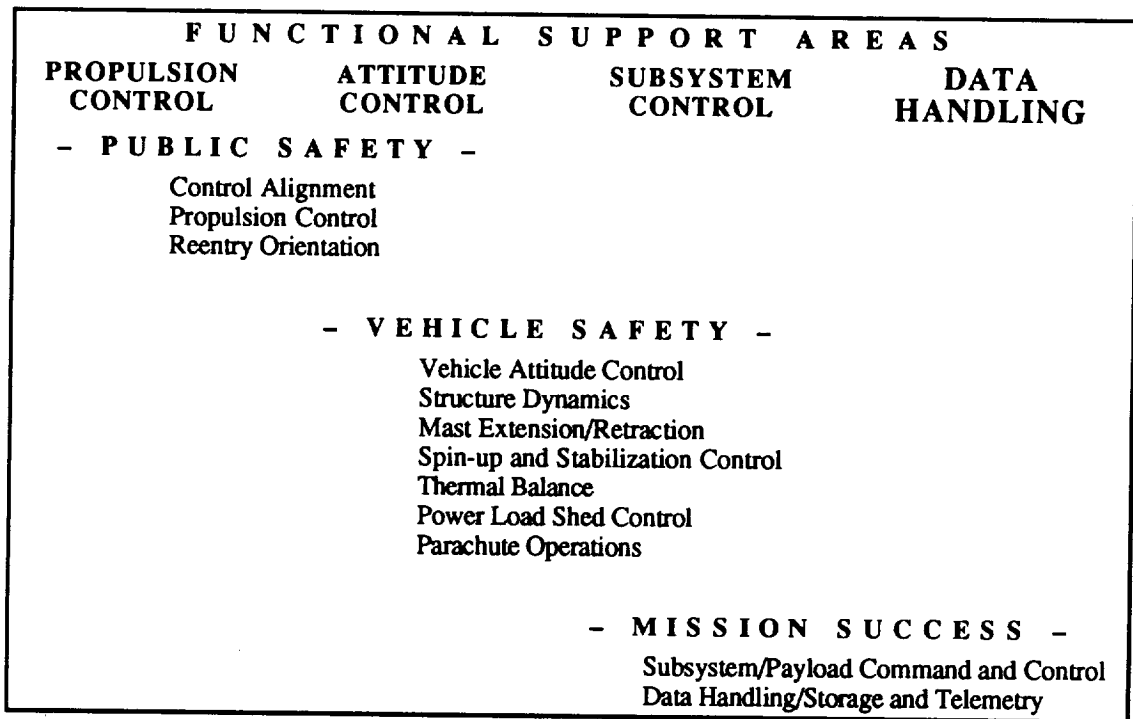 FUNCTIONAL SUPPORT AREAS
PROPULSION CONTROL
ATTITUDE CONTROL
SUBSYSTEM CONTROL
DATA HANDLING
– PUBLIC SAFETY –
Control Alignment
Propulsion Control
Reentry Orientation
– VEHICLE SAFETY –
Vehicle Attitude Control
Structure Dynamics
Mast Extension/Retraction
Spin-up and Stabilization Control
Thermal Balance
Power Load Shed Control
Parachute Operations
– MISSION SUCCESS –
Subsystem/Payload Command and Control
Data Handling/Storage and Telemetry